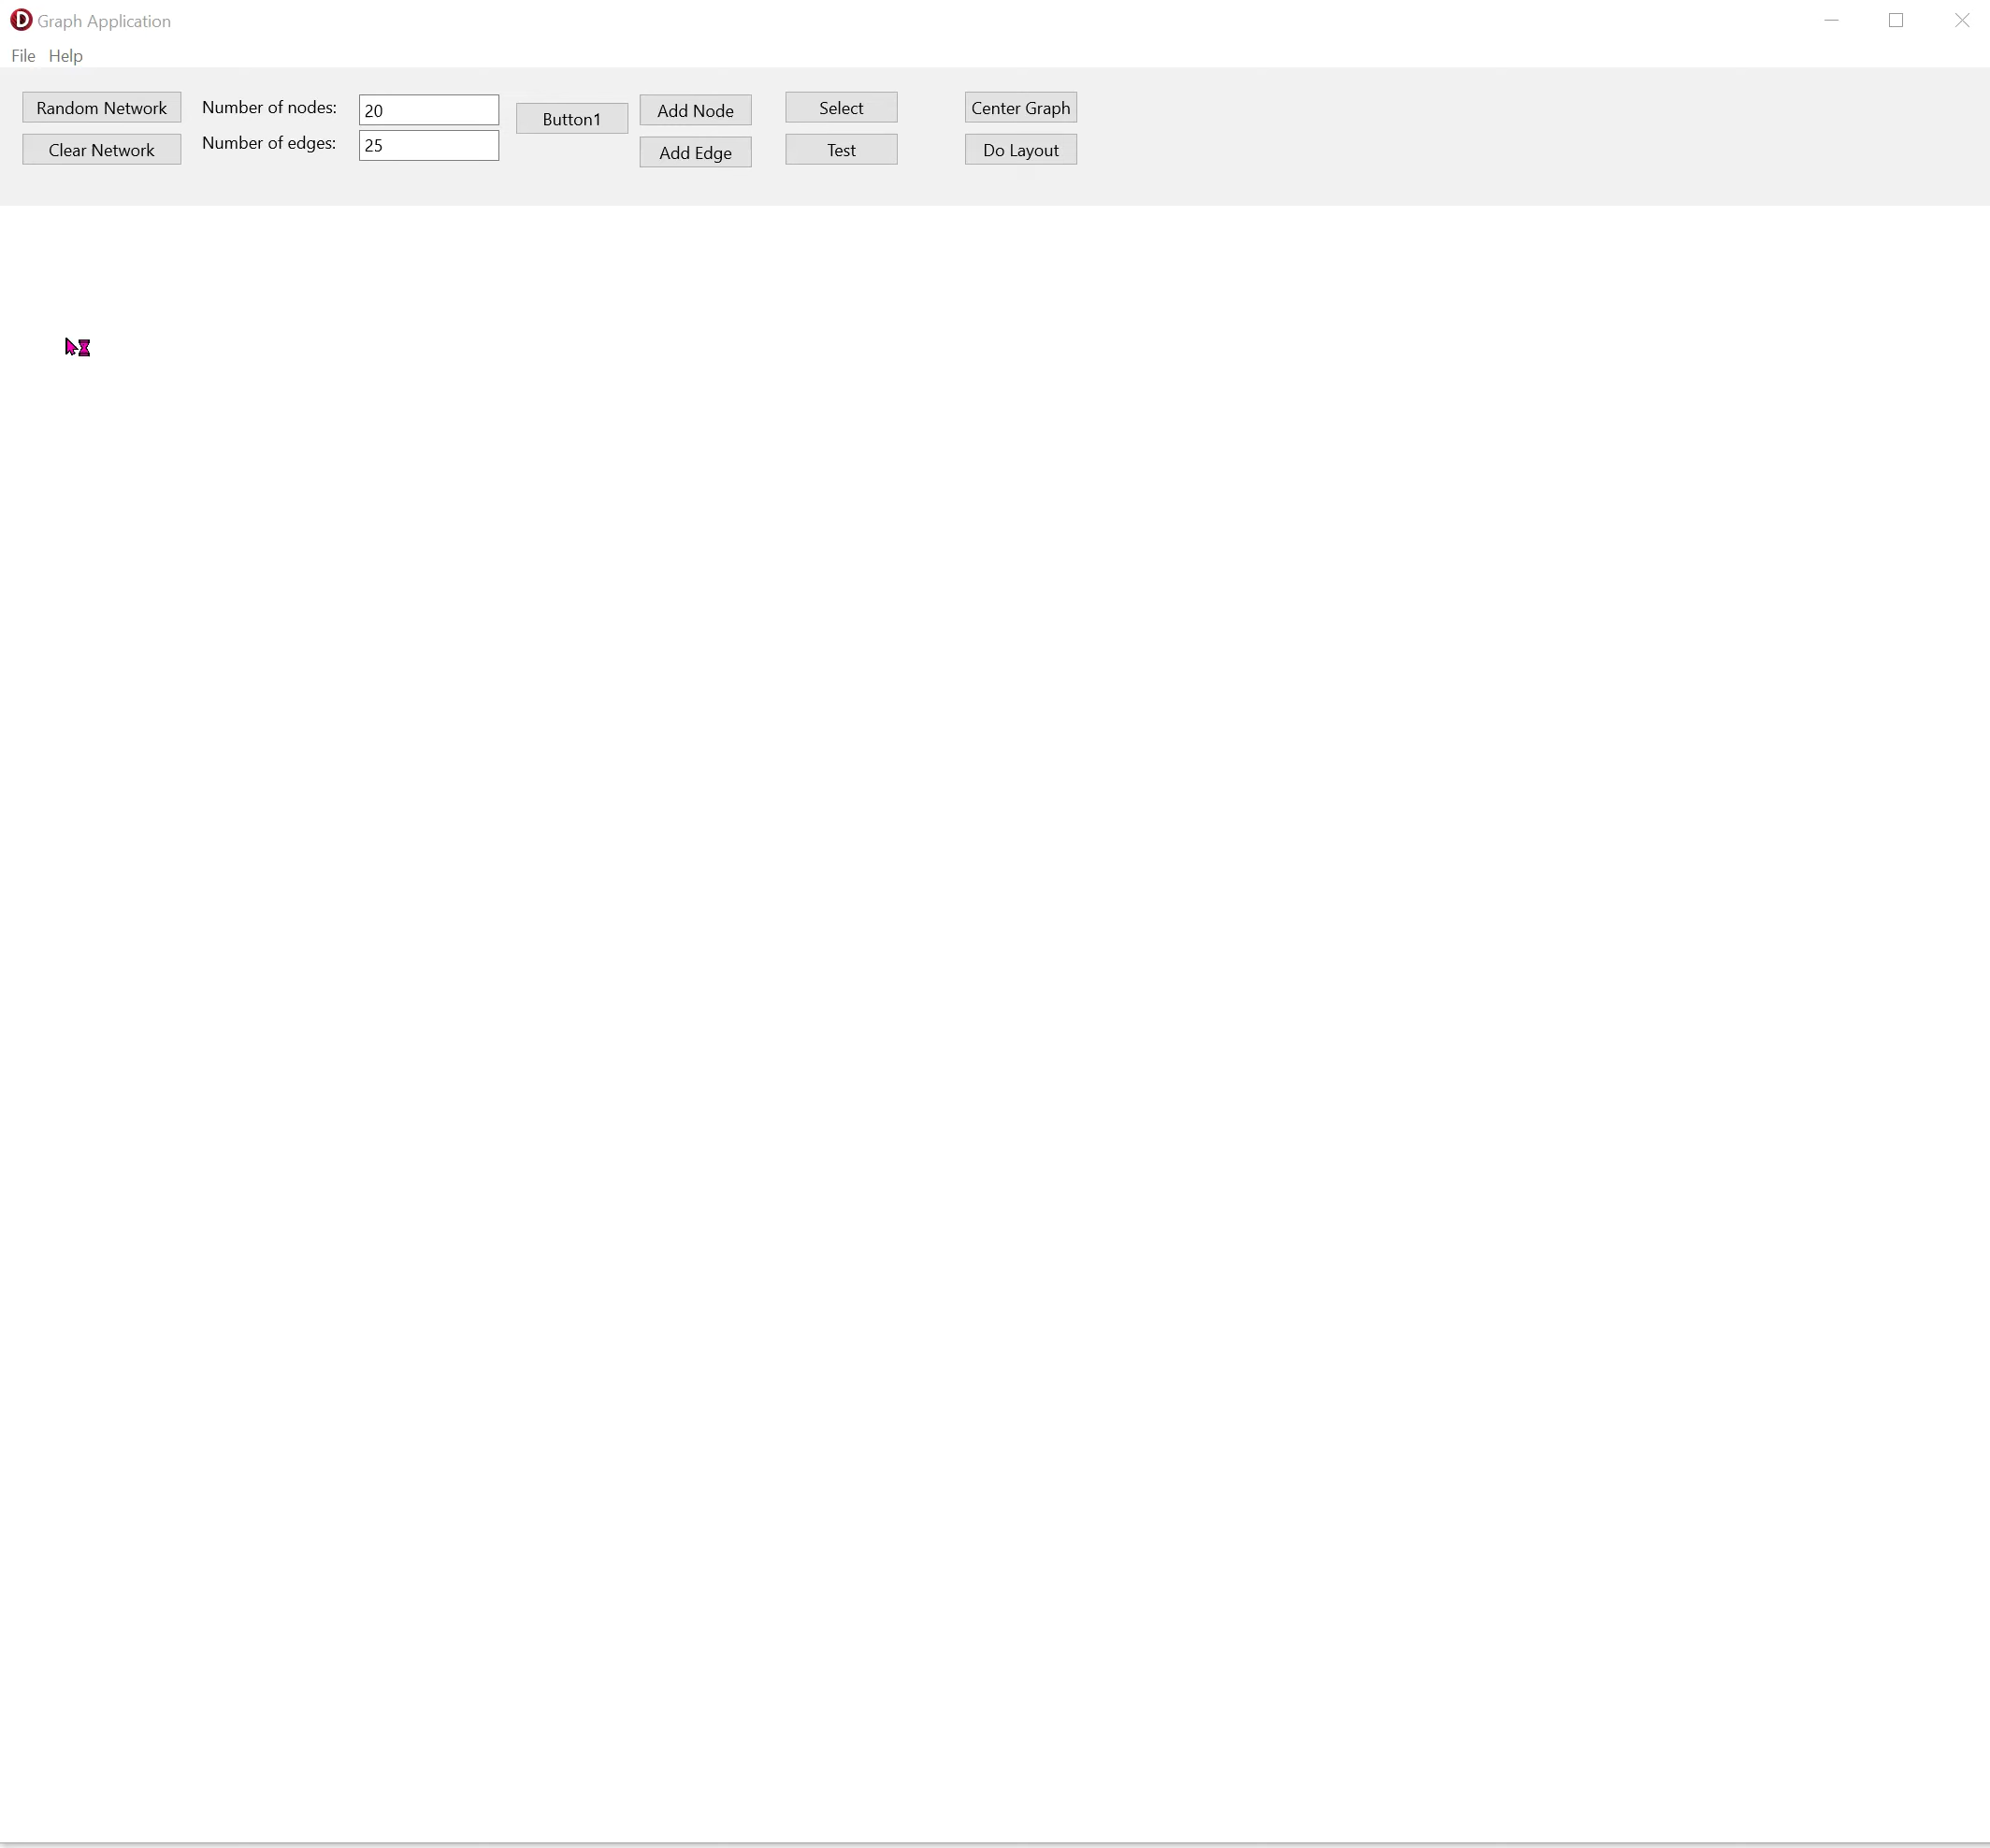 D Graph Application
File Help
Random Network Number of nodes: 20 Button1 Add Node Select Center Graph
Clear Network Number of edges: 25 Add Edge Test Do Layout